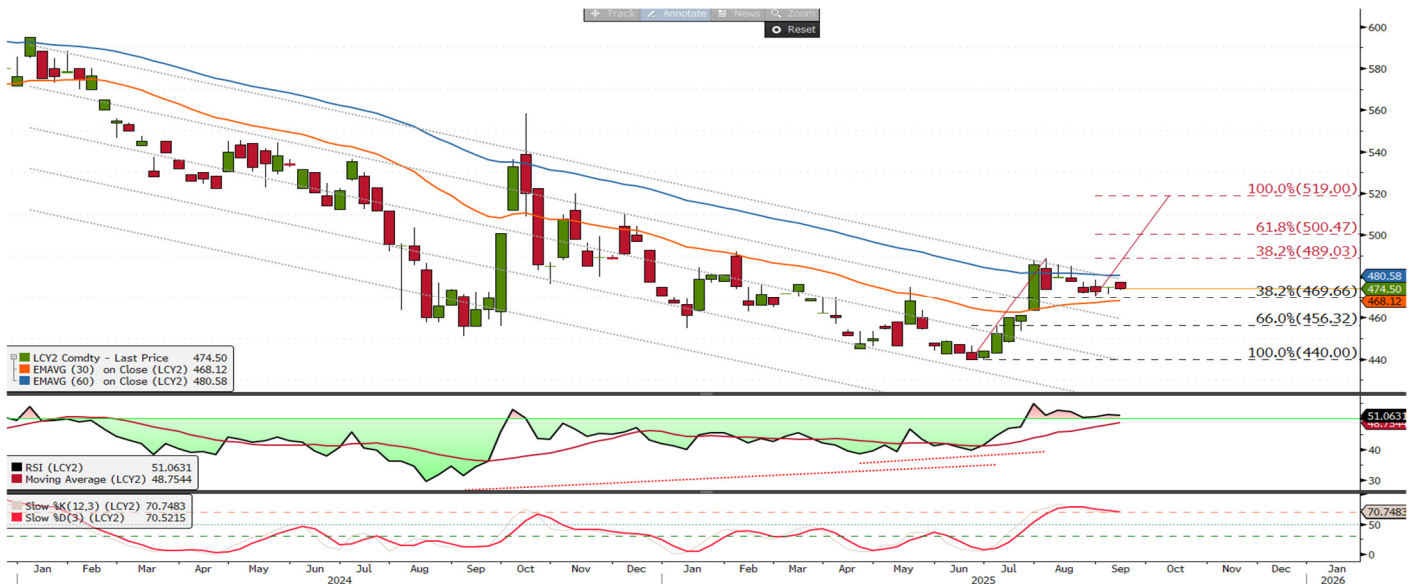 Track Annotate News Zoom
Reset
600
580
560
540
520
500
480.58
474.50
468.12
460
440
100.0%(519.00)
61.8%(500.47)
38.2%(489.03)
38.2%(469.66)
66.0%(456.32)
100.0%(440.00)
LCY2 Comdty - Last Price 474.50
EMAVG (30) on Close (LCY2) 468.12
EMAVG (60) on Close (LCY2) 480.58
51.0631
48.7544
40
30
RSI (LCY2) 51.0631
Moving Average (LCY2) 48.7544
Slow %K(12,3) (LCY2) 70.7483
Slow %D(3) (LCY2) 70.5215
70.7483
50
0
Jan Feb Mar Apr May Jun Jul Aug Sep Oct Nov Dec Jan Feb Mar Apr May Jun Jul Aug Sep Oct Nov Dec Jan
2024 2025 2026